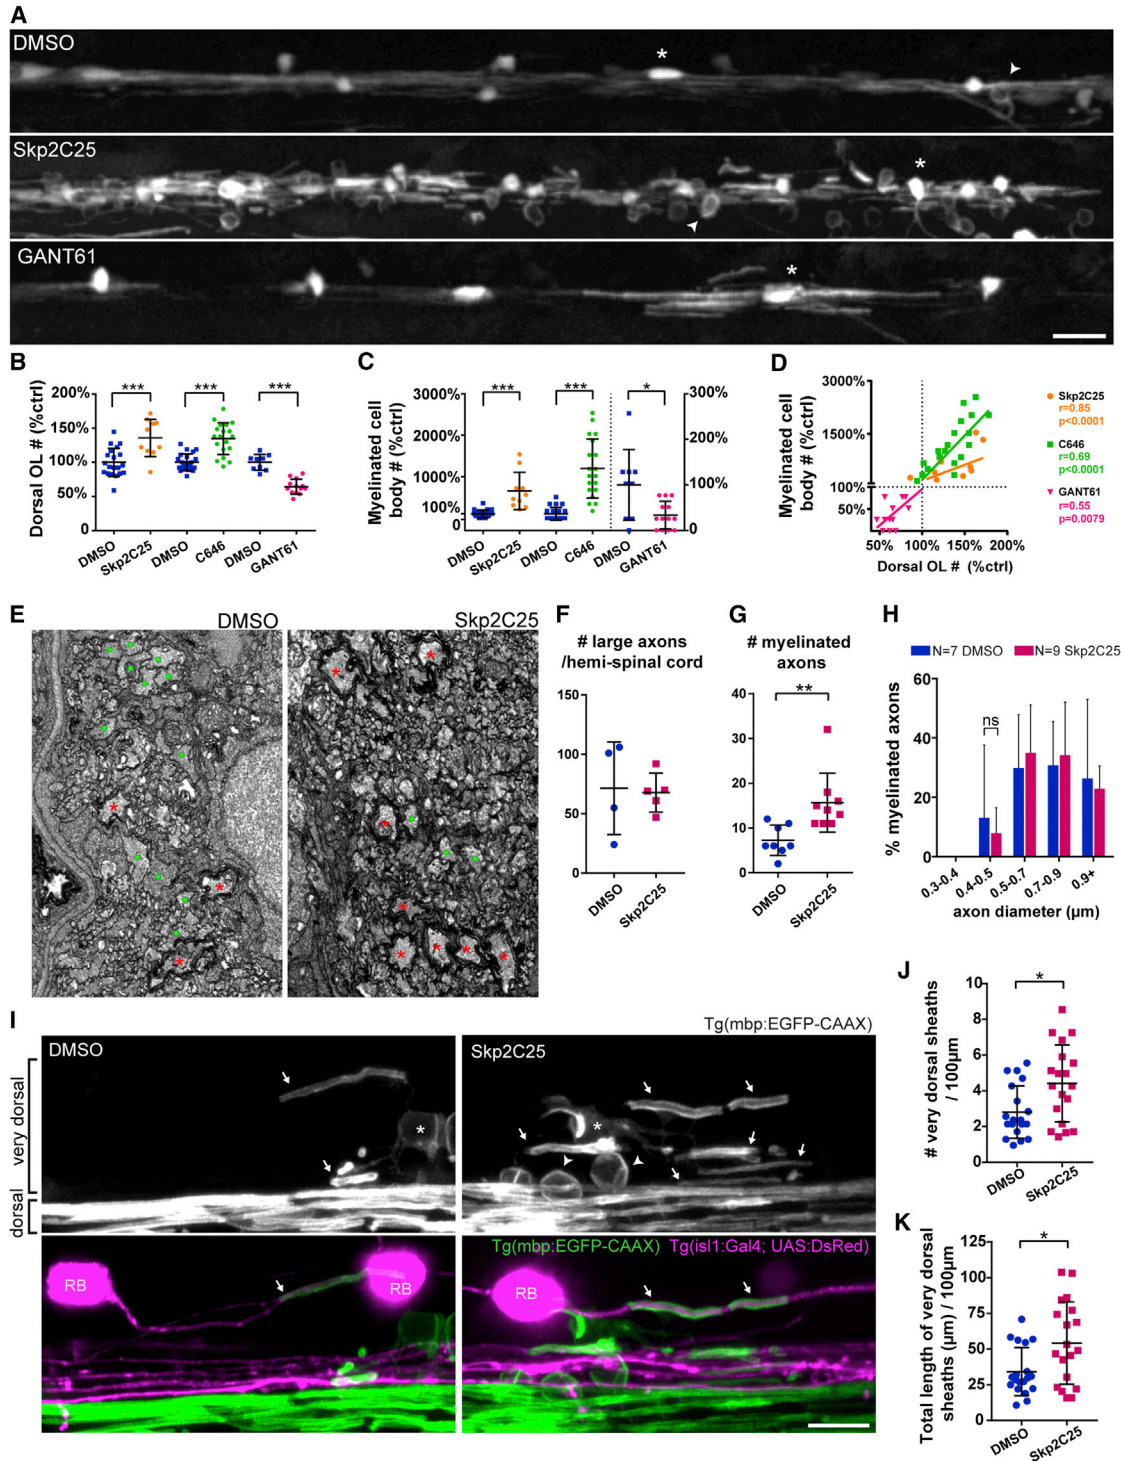 A
DMSO
*
Skp2C25
*
GANT61
*
B
Dorsal OL # (%ctrl)
200%
150%
100%
50%
0
***
***
***
DMSO
Skp2C25
DMSO
C646
DMSO
GANT61
C
Myelinated cell
body # (%ctrl)
3000%
2000%
1000%
100%
0
***
***
*
300%
200%
100%
0
DMSO
Skp2C25
DMSO
C646
DMSO
GANT61
D
Myelinated cell
body # (%ctrl)
3000%
1500%
100%
50%
0
50%
100%
150%
200%
Dorsal OL # (%ctrl)
Skp2C25
r=0.85
p<0.0001
C646
r=0.69
p<0.0001
GANT61
r=0.55
p=0.0079
E
DMSO
Skp2C25
F
# large axons
/hemi-spinal cord
150
100
50
0
DMSO
Skp2C25
G
# myelinated
axons
40
30
20
10
0
**
DMSO
Skp2C25
H
N=7 DMSO
N=9 Skp2C25
% myelinated axons
60
40
20
0
ns
0.3-0.4
0.4-0.5
0.5-0.7
0.7-0.9
0.9+
axon diameter (µm)
I
Tg(mbp:EGFP-CAAX)
DMSO
*
Skp2C25
*
very dorsal
dorsal
RB
RB
Tg(mbp:EGFP-CAAX) Tg(isl1:Gal4; UAS:DsRed)
RB
J
# very dorsal sheaths
/ 100µm
10
8
6
4
2
0
*
DMSO
Skp2C25
K
Total length of very dorsal
sheaths (µm) / 100µm
125
100
75
50
25
0
*
DMSO
Skp2C25